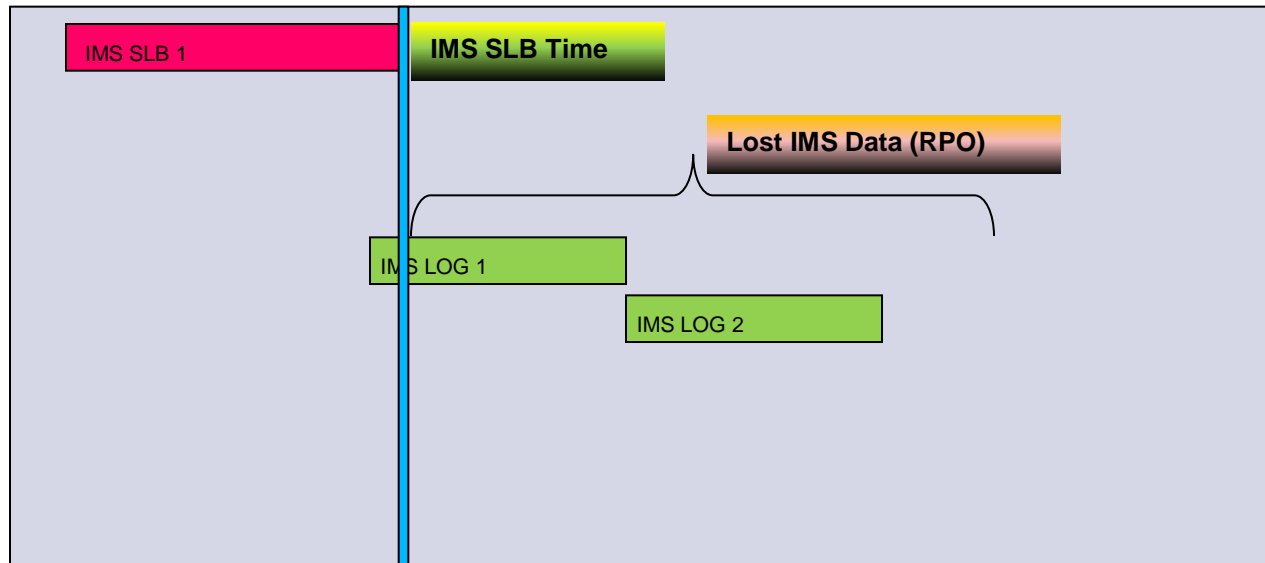 IMS SLB 1
IMS SLB Time
Lost IMS Data (RPO)
IMS LOG 1
IMS LOG 2